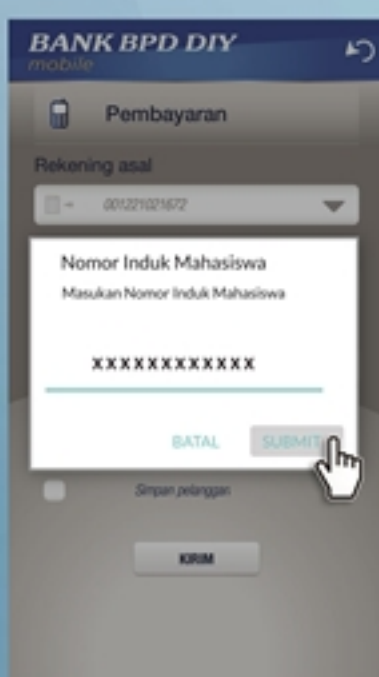 BANK BPD DIY
mobile
Pembayaran
Rekening asal
001221021672
Nomor Induk Mahasiswa
Masukan Nomor Induk Mahasiswa
XXXXXXXXXXXX
BATAL
SUBMIT
Simpan pelanggan
KIRIM